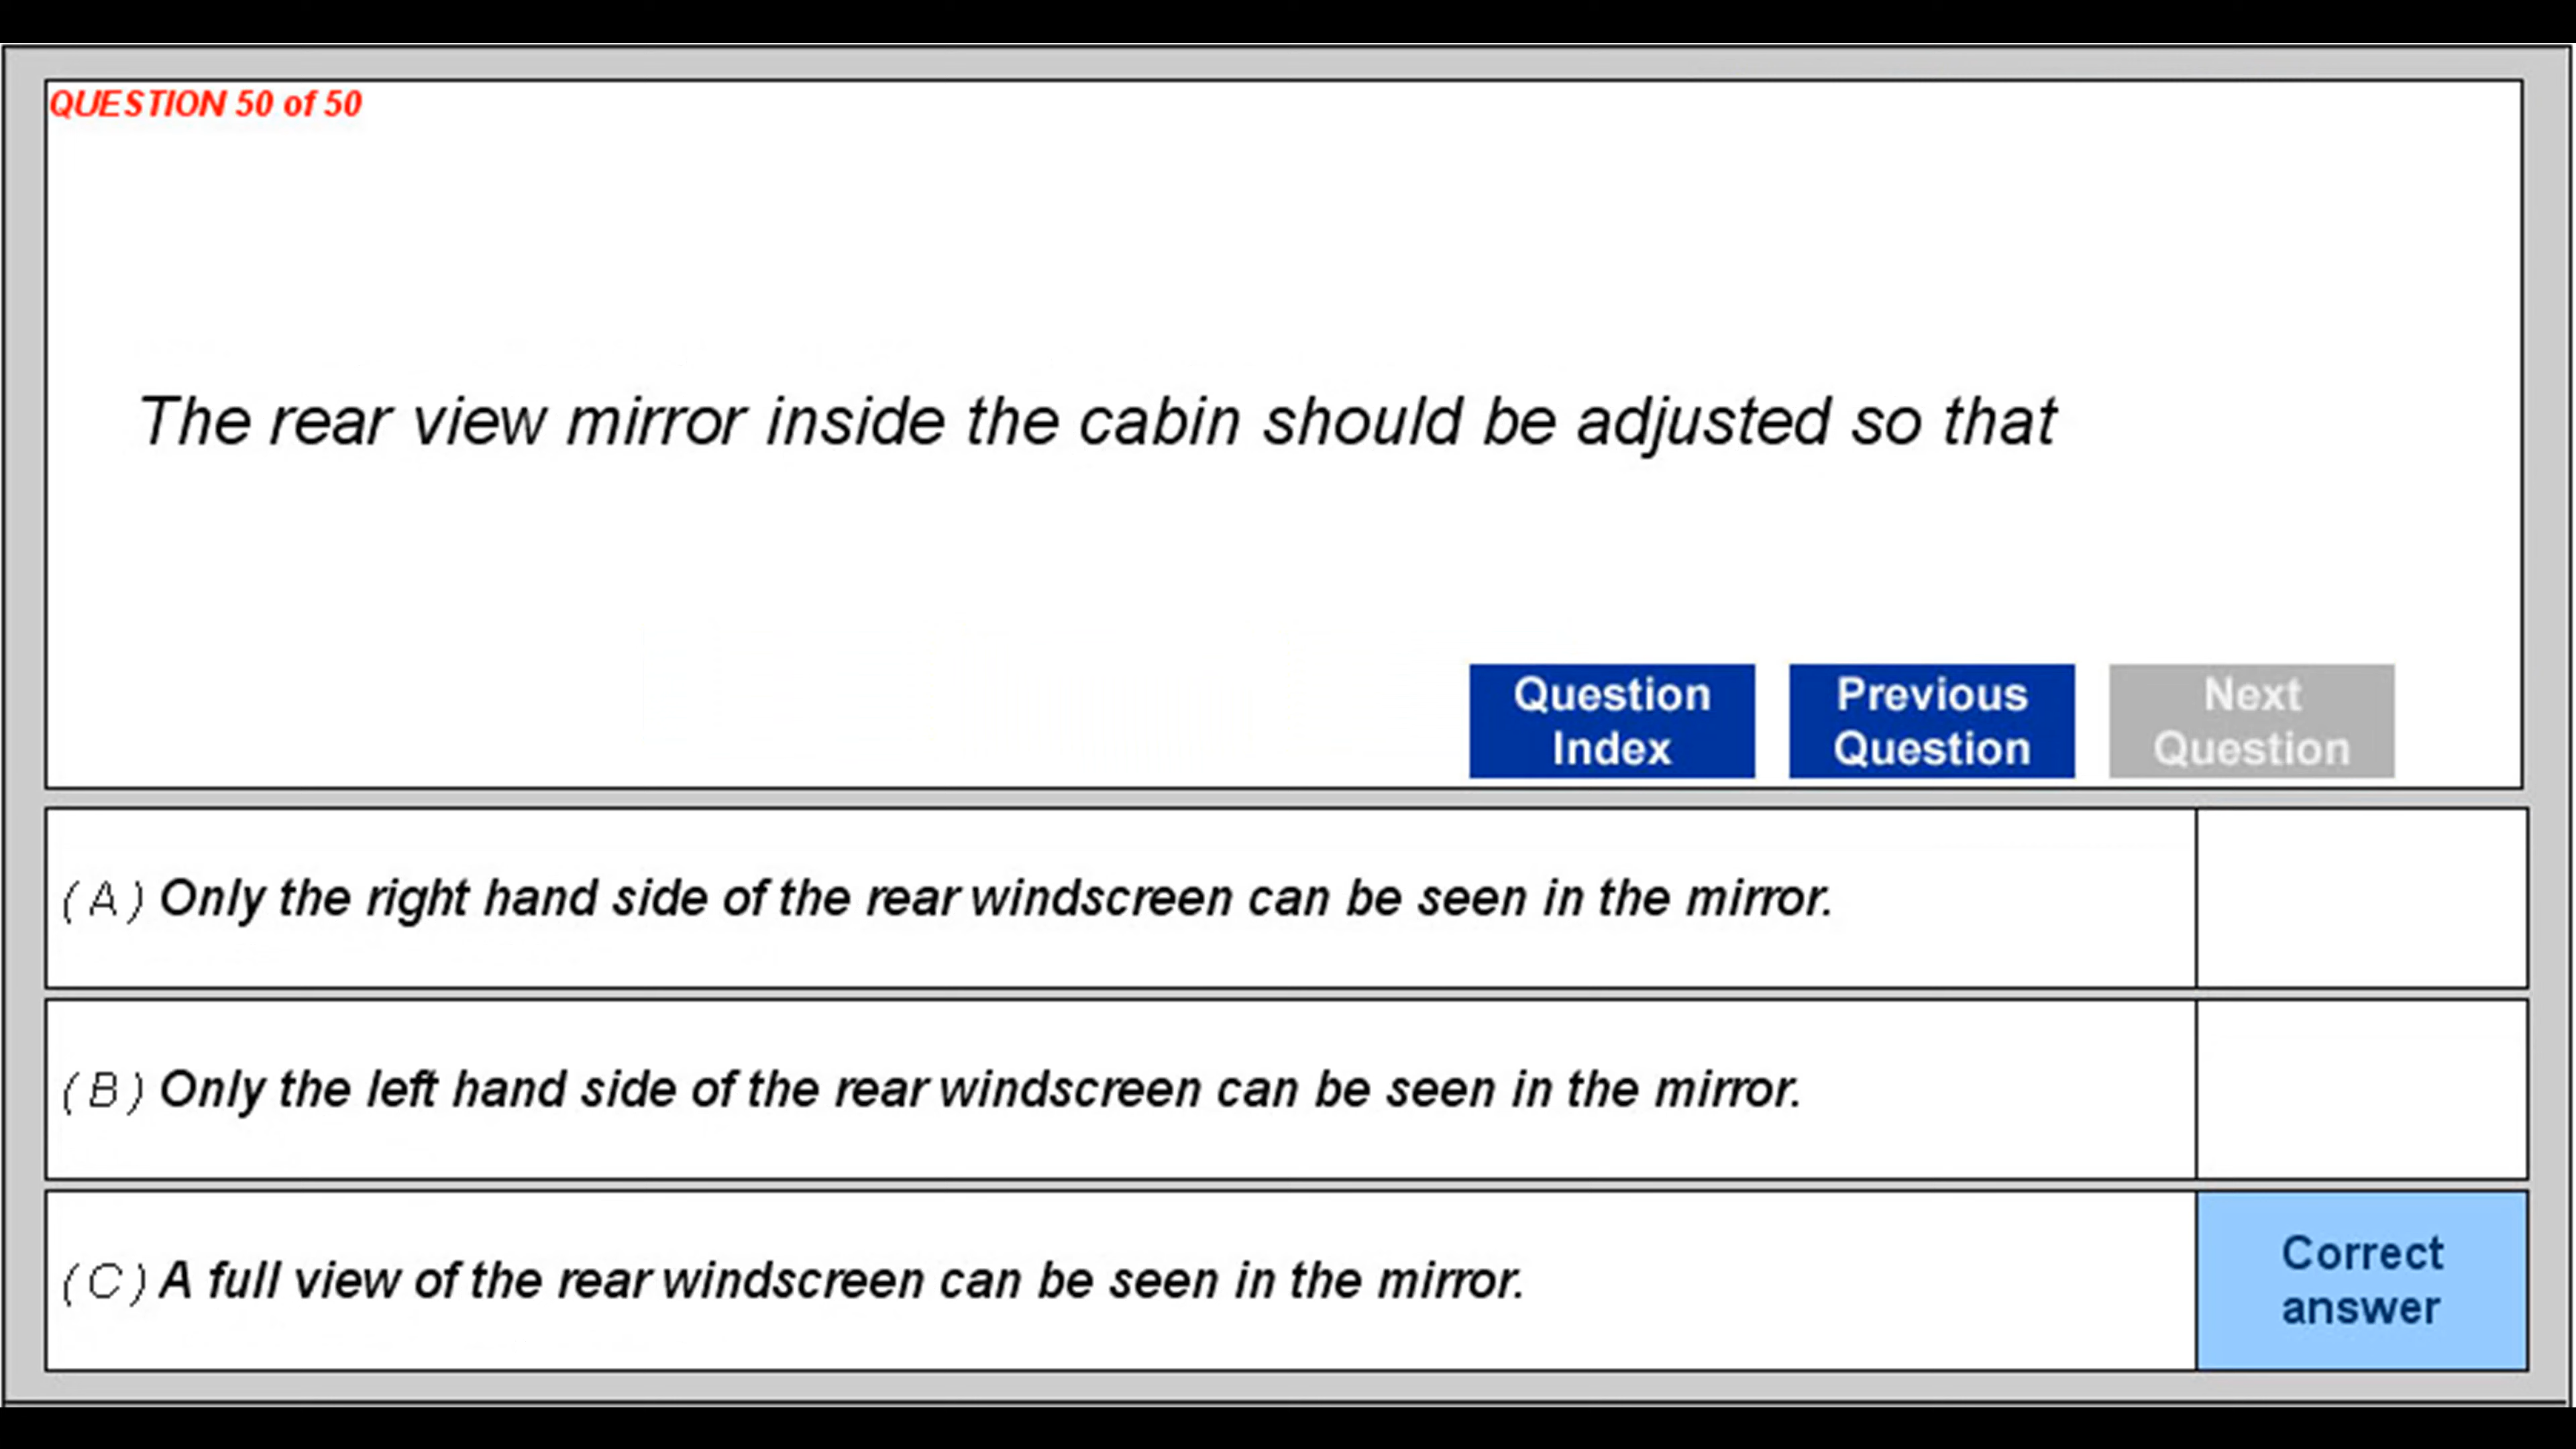 QUESTION 50 of 50
The rear view mirror inside the cabin should be adjusted so that
Question
Index
Previous
Question
Next
Question
(A) Only the right hand side of the rear windscreen can be seen in the mirror.
(B) Only the left hand side of the rear windscreen can be seen in the mirror.
(C) A full view of the rear windscreen can be seen in the mirror.
Correct
answer